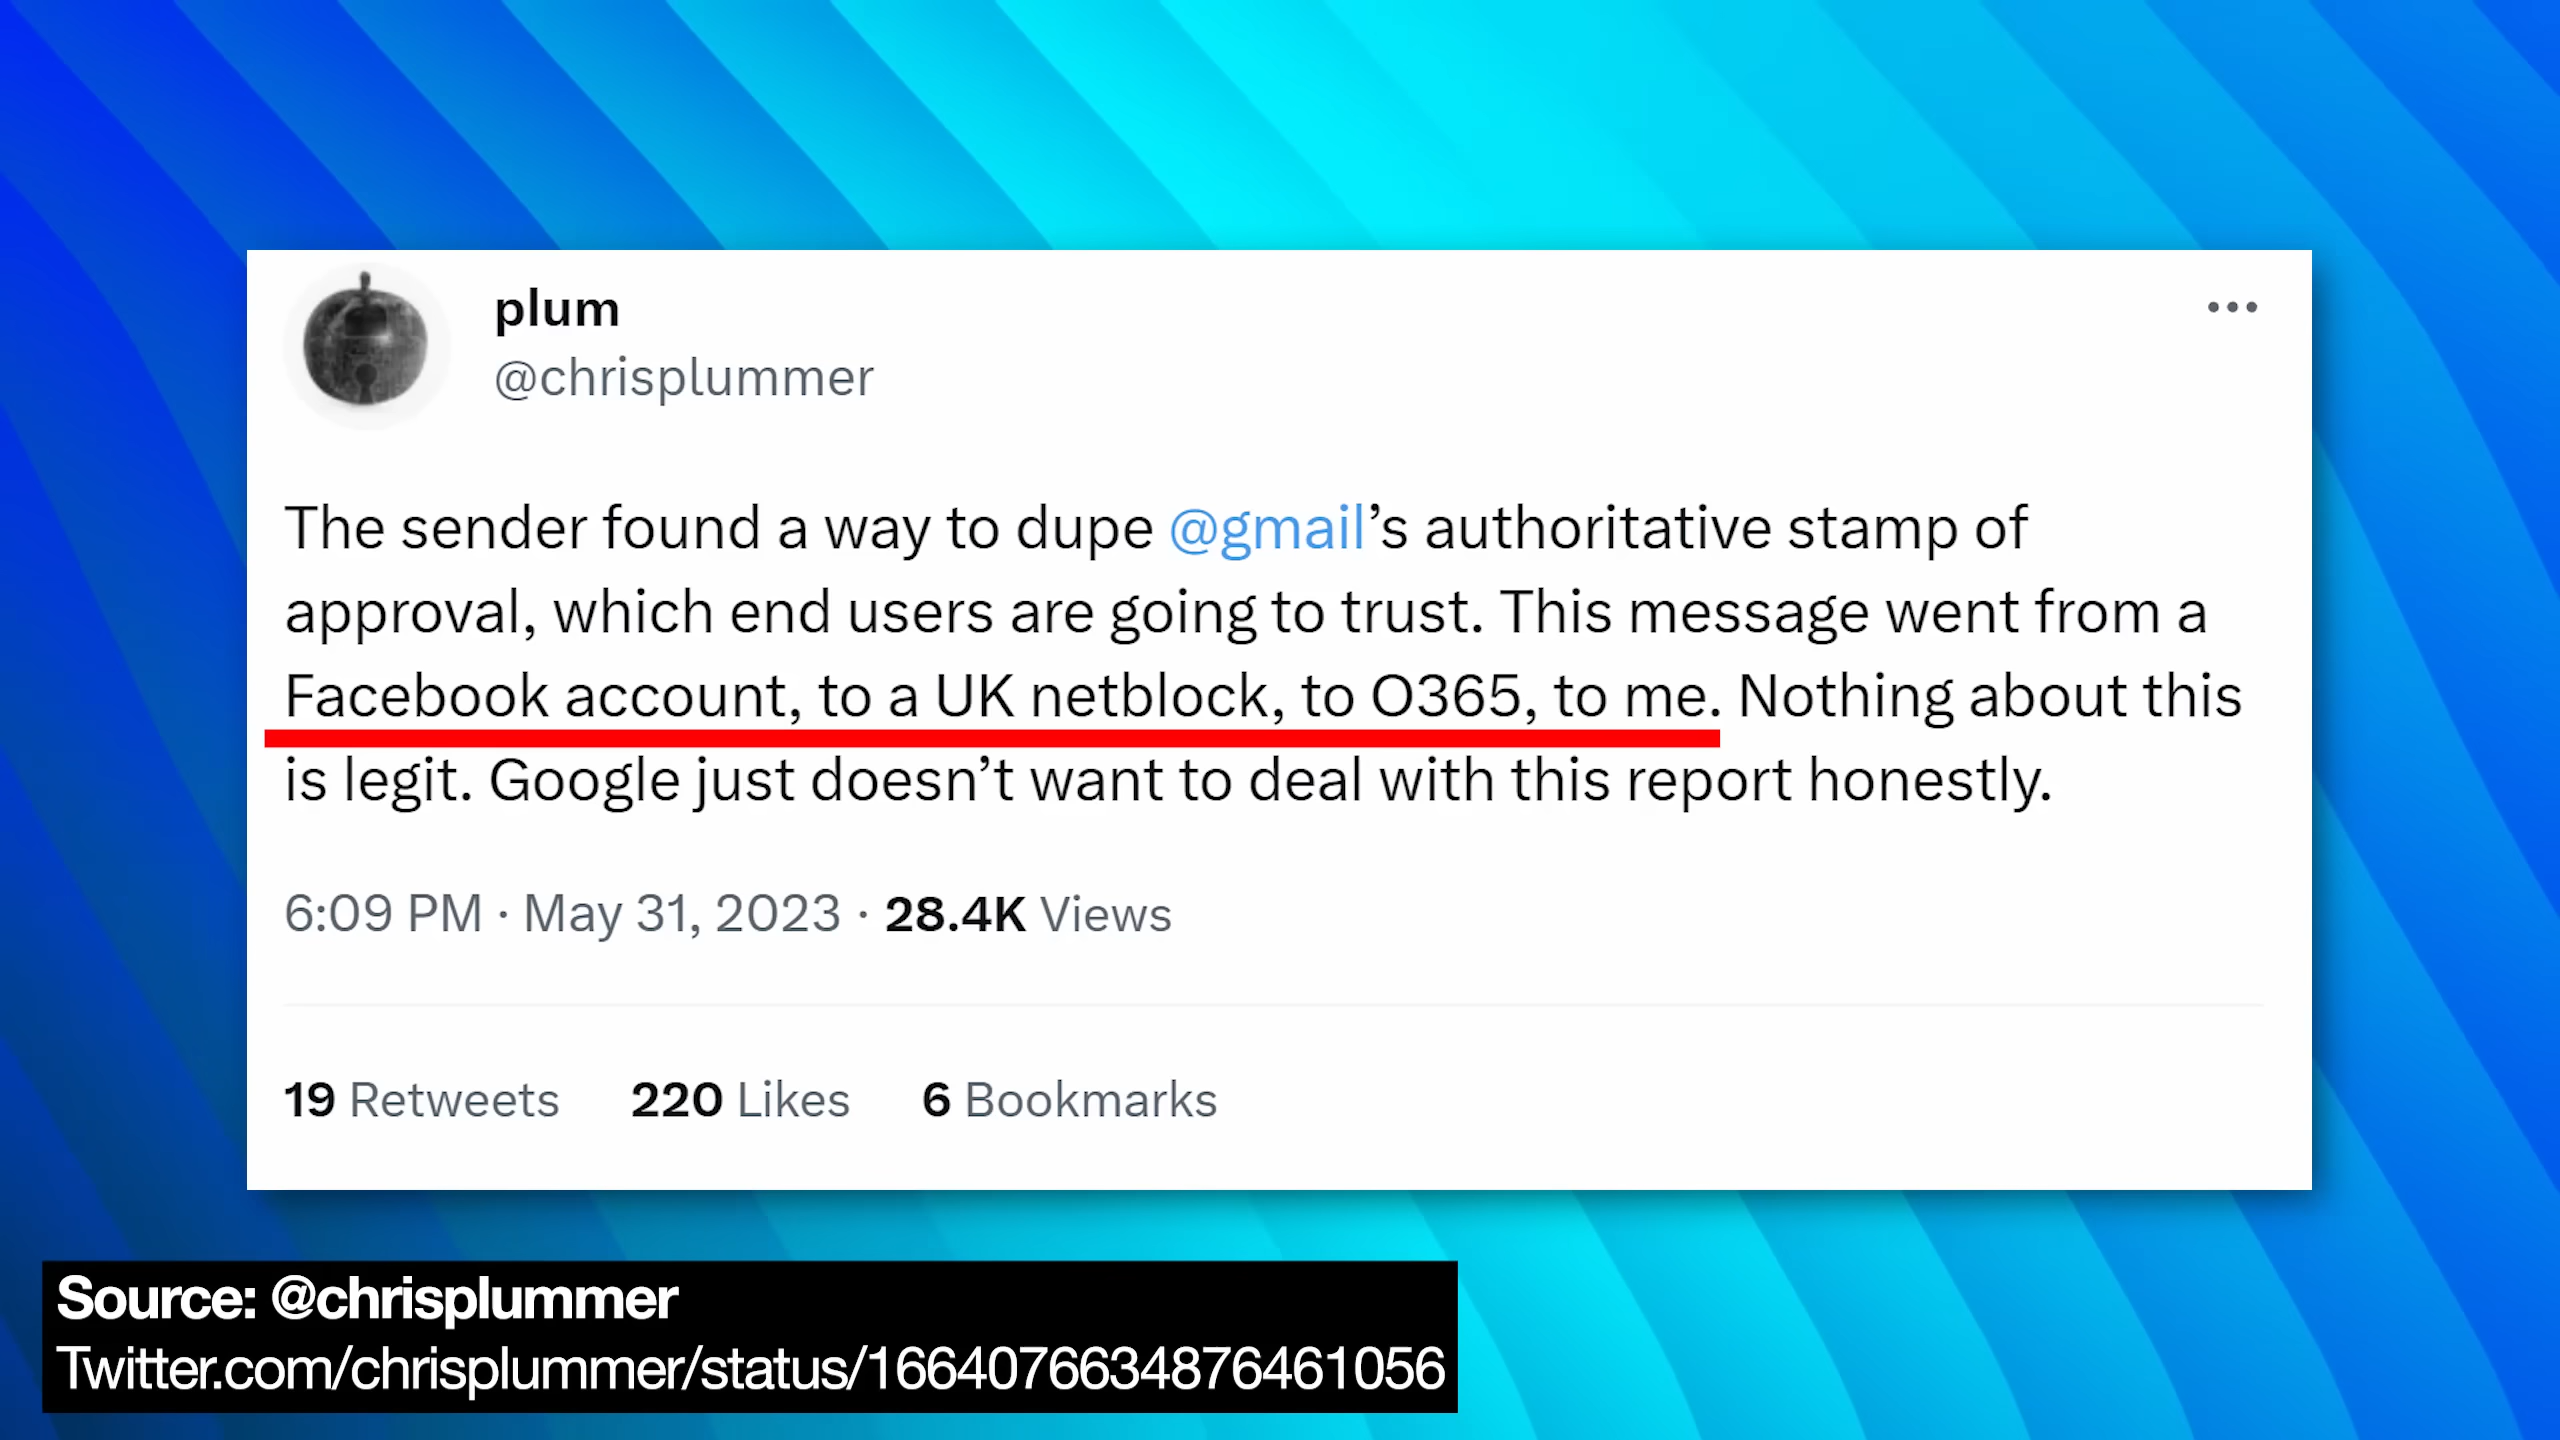 plum
@chrisplummer
The sender found a way to dupe @gmail’s authoritative stamp of
approval, which end users are going to trust. This message went from a
Facebook account, to a UK netblock, to O365, to me. Nothing about this
is legit. Google just doesn’t want to deal with this report honestly.
6:09 PM · May 31, 2023 · 28.4K Views
19 Retweets 220 Likes 6 Bookmarks
Source: @chrisplummer
Twitter.com/chrisplummer/status/1664076634876461056